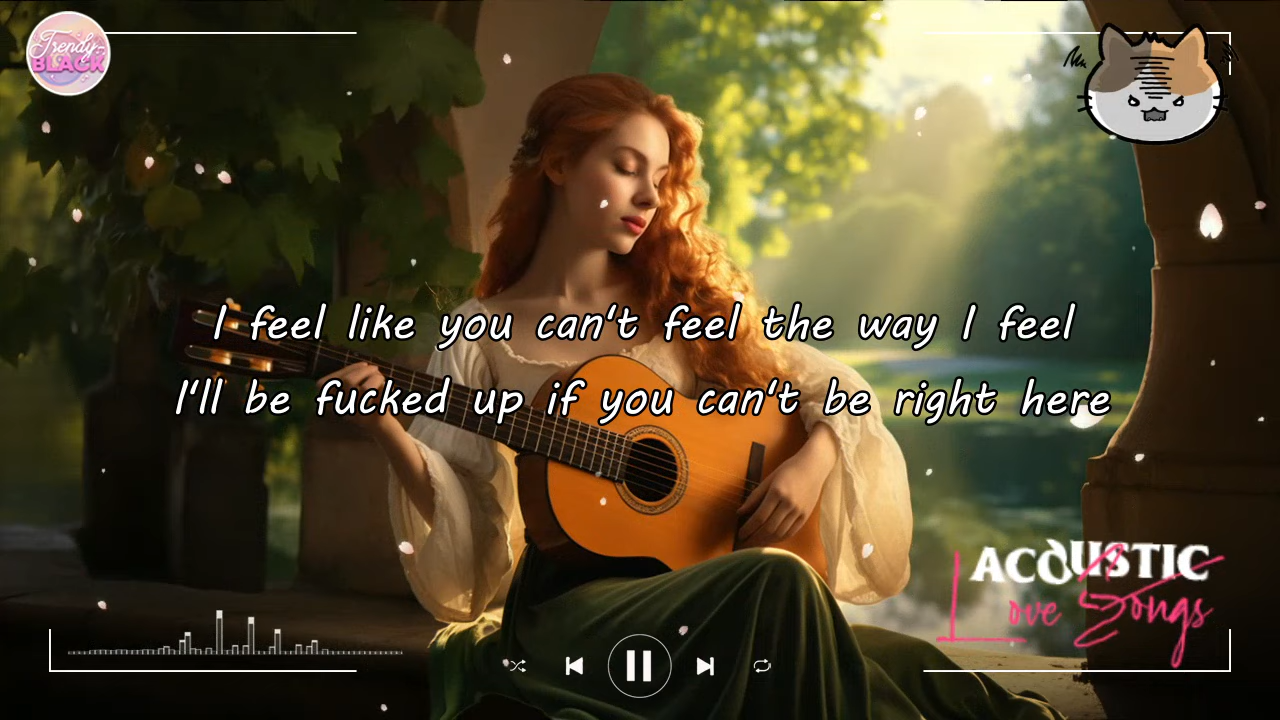 Trendy
BLACK
I feel like you can't feel the way I feel
I'll be fucked up if you can't be right here
ACOUSTIC
Love Songs